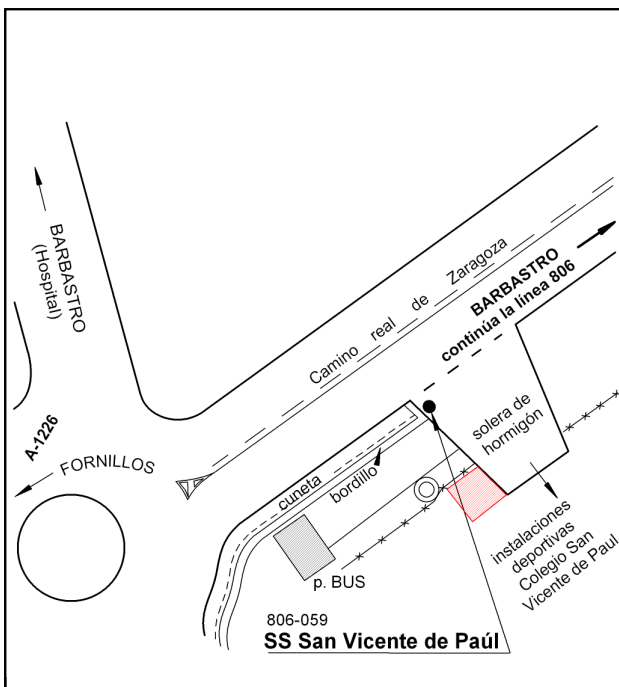 BARBASTRO
(Hospital)
Camino real de Zaragoza
BARBASTRO
continúa la línea 806
A-1226
FORNILLOS
cuneta
bordillo
solera de
hormigón
p. BUS
instalaciones
deportivas
Colegio San
Vicente de Paul
806-059
SS San Vicente de Paúl